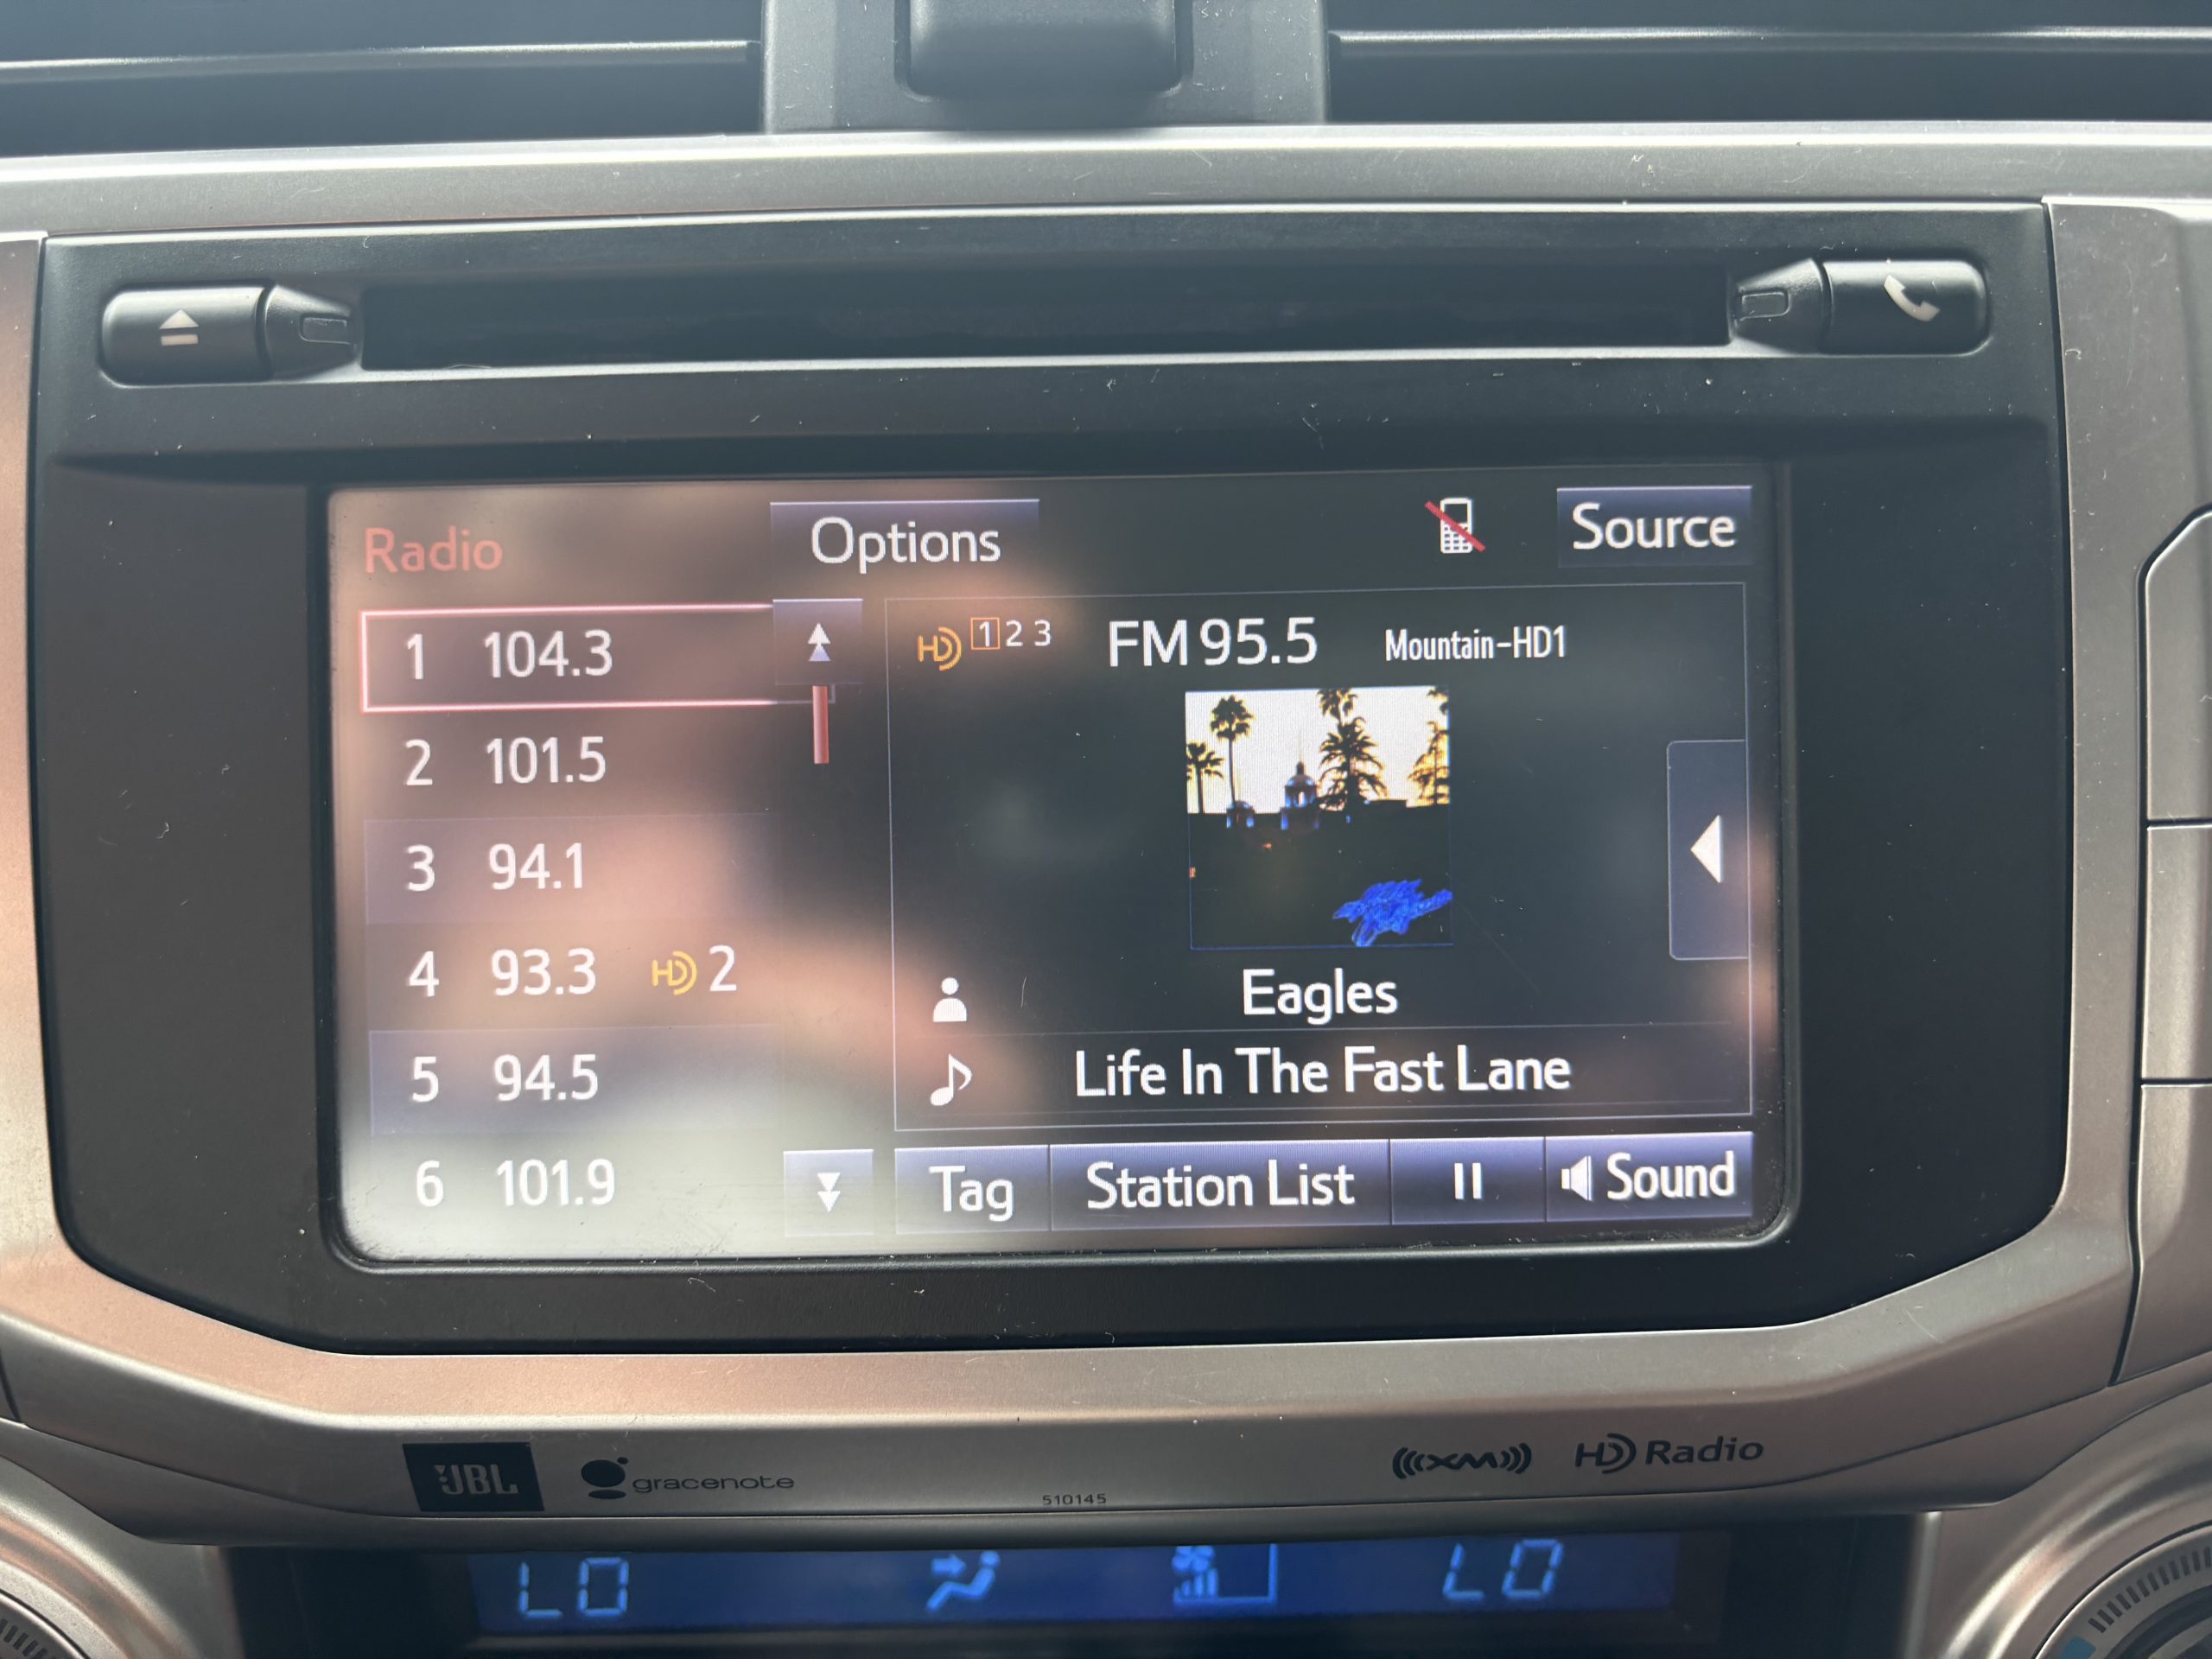 Radio
Options
Source
1 104.3
2 101.5
3 94.1
4 93.3 HD 2
5 94.5
6 101.9
HD 1 2 3 FM 95.5 Mountain-HD1
Eagles
Life In The Fast Lane
Tag
Station List
Sound
JBL
gracenote
510145
XM
HD Radio
LO
LO